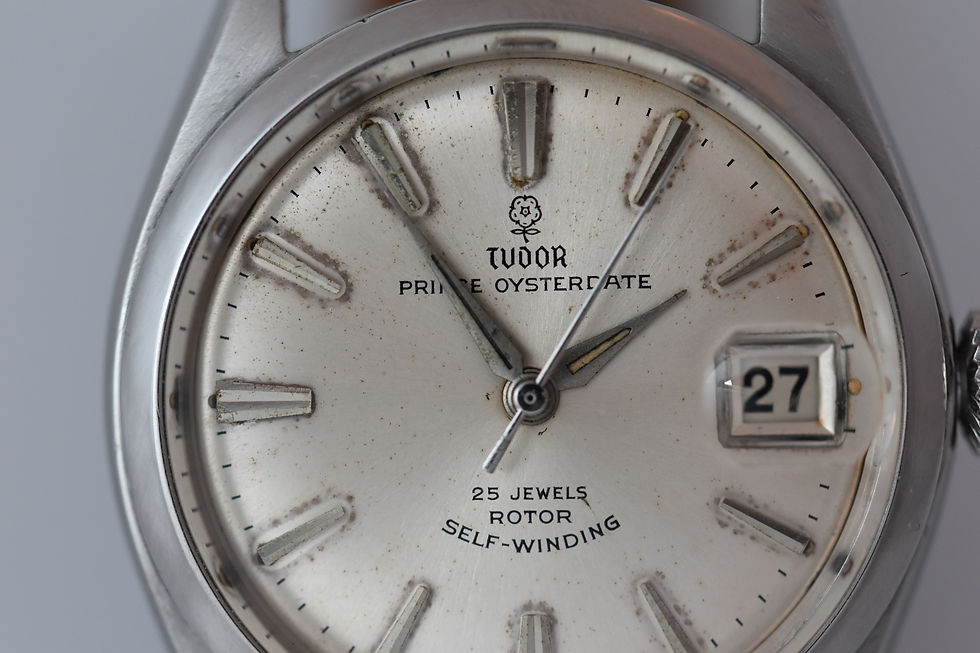 TUDOR
PRINCE OYSTERDATE
27
25 JEWELS
ROTOR
SELF-WINDING